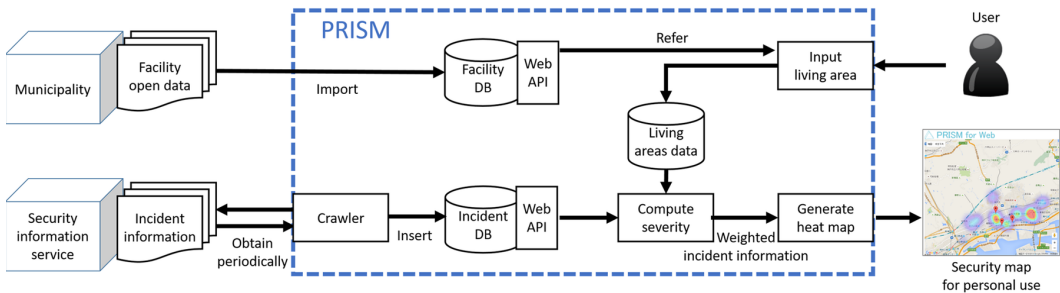 PRISM
User
Municipality
Facility
open data
Import
Facility
DB
Web
API
Refer
Input
living area
Living
areas data
PRISM for Web
Security
information
service
Incident
information
Obtain
periodically
Crawler
Insert
Incident
DB
Web
API
Compute
severity
Weighted
incident information
Generate
heat map
Security map
for personal use